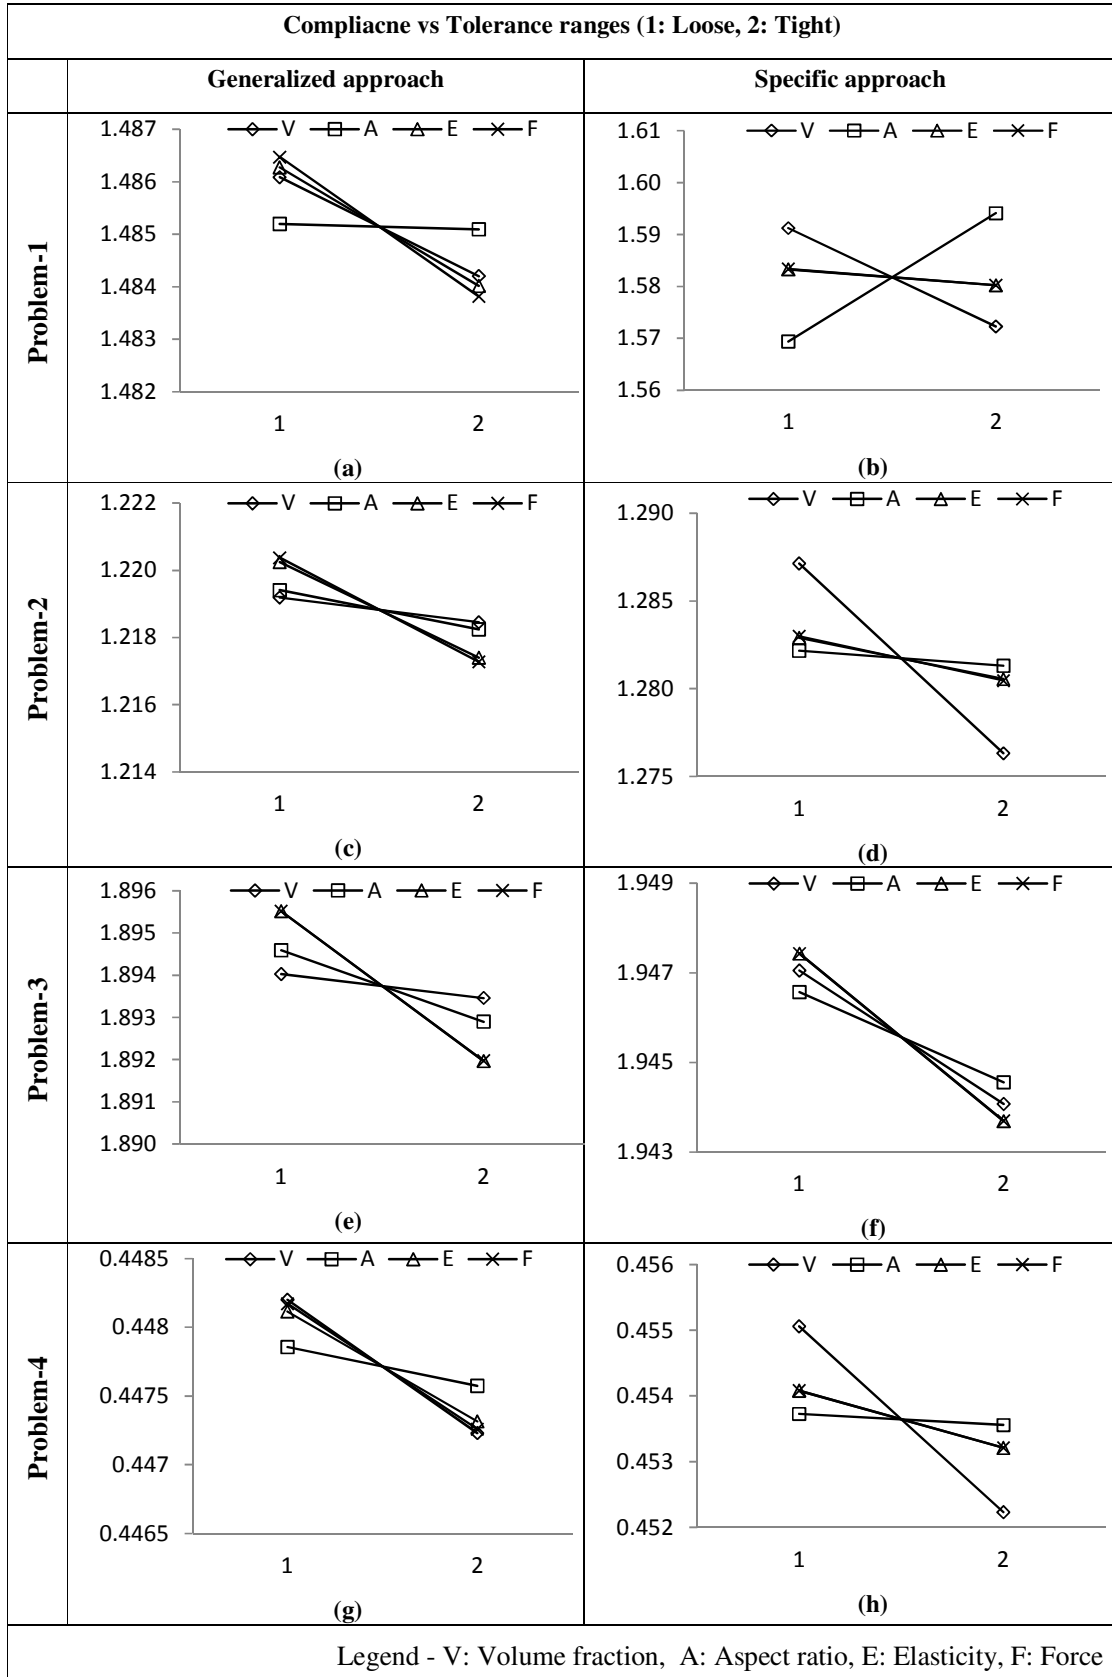 Compliacne vs Tolerance ranges (1: Loose, 2: Tight)
Generalized approach
Specific approach
Problem-1
V A E F
1.487
1.486
1.485
1.484
1.483
1.482
1 2
(a)
V A E F
1.61
1.60
1.59
1.58
1.57
1.56
1 2
(b)
Problem-2
V A E F
1.222
1.220
1.218
1.216
1.214
1 2
(c)
V A E F
1.290
1.285
1.280
1.275
1 2
(d)
Problem-3
V A E F
1.896
1.895
1.894
1.893
1.892
1.891
1.890
1 2
(e)
V A E F
1.949
1.947
1.945
1.943
1 2
(f)
Problem-4
V A E F
0.4485
0.448
0.4475
0.447
0.4465
1 2
(g)
V A E F
0.456
0.455
0.454
0.453
0.452
1 2
(h)
Legend - V: Volume fraction, A: Aspect ratio, E: Elasticity, F: Force